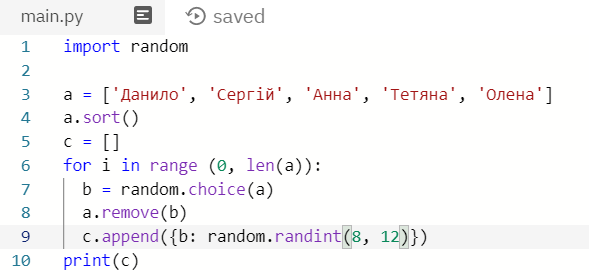 main.py saved
1 import random
2
3 a = ['Данило', 'Сергій', 'Анна', 'Тетяна', 'Олена']
4 a.sort()
5 c = []
6 for i in range (0, len(a)):
7 b = random.choice(a)
8 a.remove(b)
9 c.append({b: random.randint(8, 12)})
10 print(c)